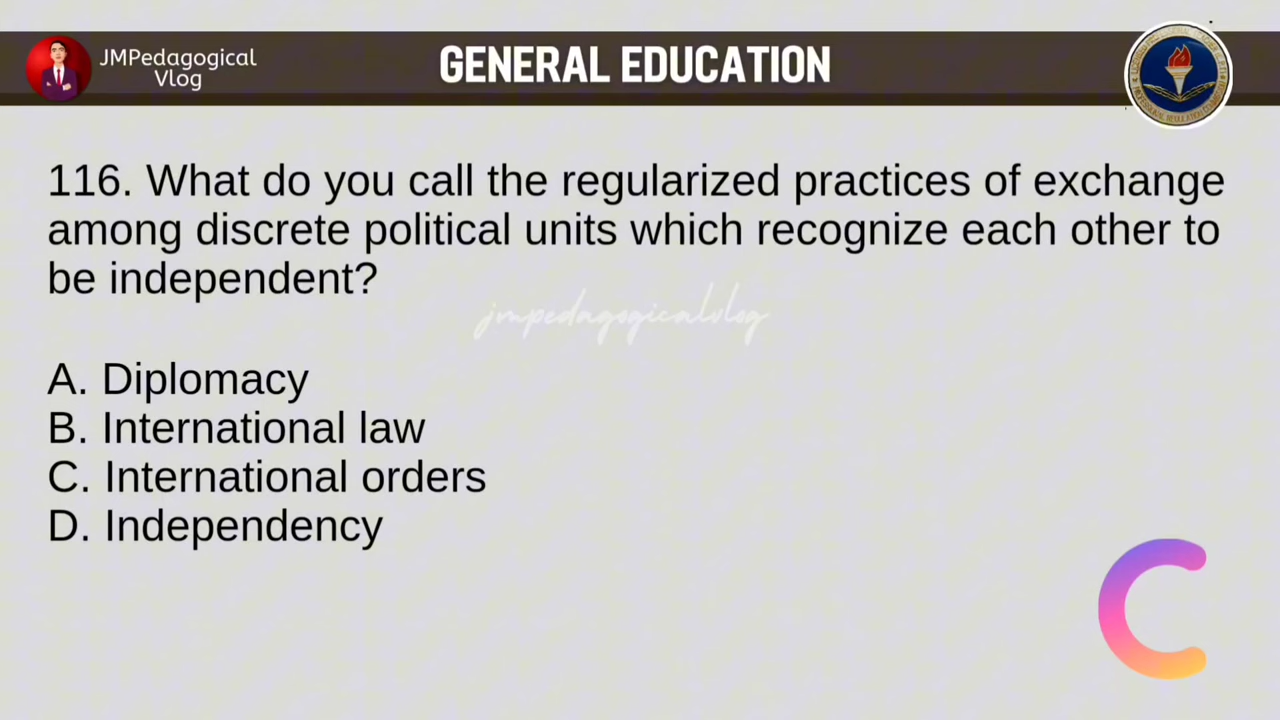 JMPedagogical
Vlog
GENERAL EDUCATION
116. What do you call the regularized practices of exchange
among discrete political units which recognize each other to
be independent?
jmpedagogicalvlog
A. Diplomacy
B. International law
C. International orders
D. Independency
C